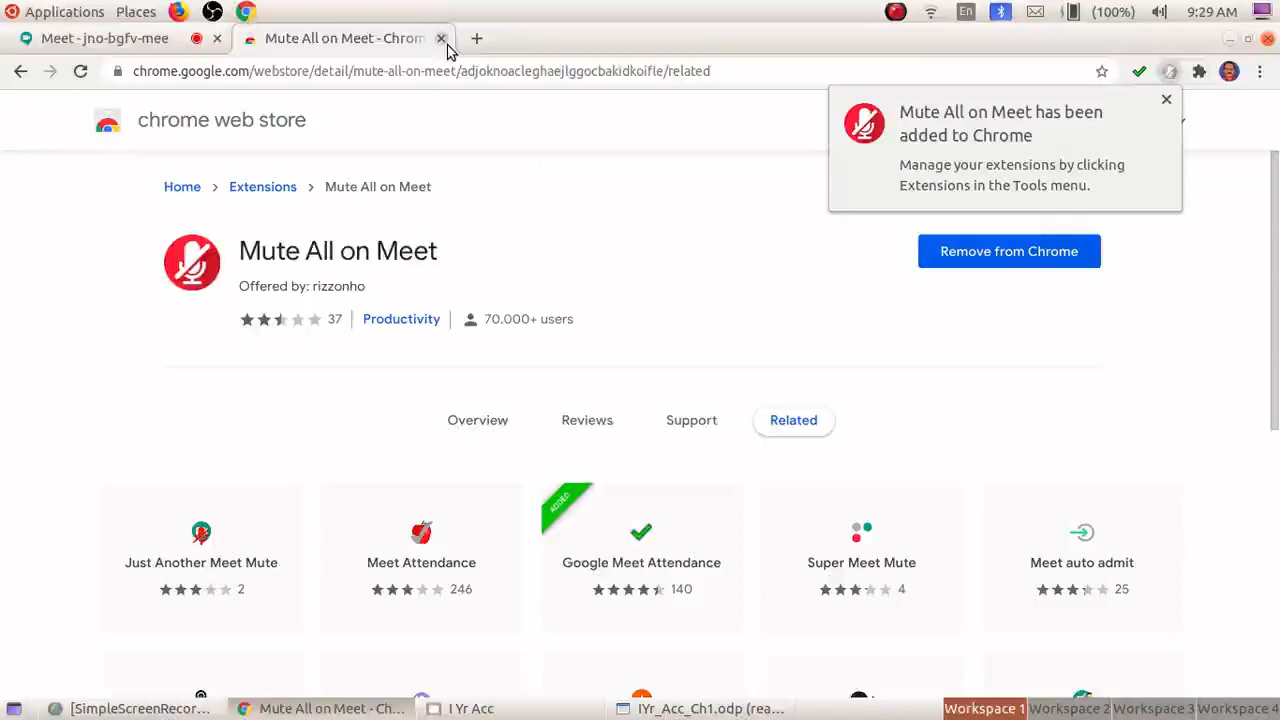 Applications Places En (100%) 9:29 AM
Meet - jno-bgfv-mee Mute All on Meet - Chrom
chrome.google.com/webstore/detail/mute-all-on-meet/adjoknoacleghaejlggocbakidkoifle/related
chrome web store
Mute All on Meet has been
added to Chrome
Manage your extensions by clicking
Extensions in the Tools menu.
Home > Extensions > Mute All on Meet
Mute All on Meet
Remove from Chrome
Offered by: rizzonho
37 Productivity 70,000+ users
Overview Reviews Support Related
ADDED
Just Another Meet Mute Meet Attendance Google Meet Attendance Super Meet Mute Meet auto admit
2 246 140 4 25
[SimpleScreenRecor... Mute All on Meet - Ch... I Yr Acc IYr_Acc_Ch1.odp (rea... Workspace 1 Workspace 2 Workspace 3 Workspace 4